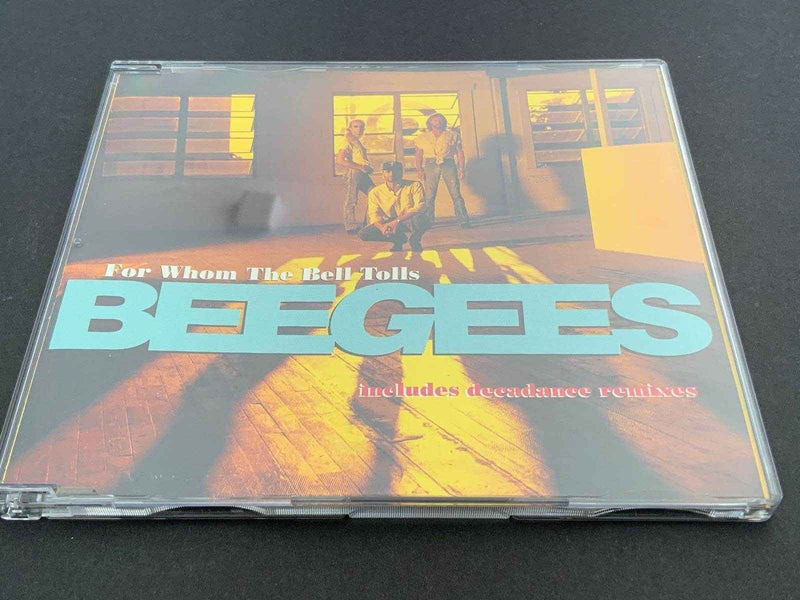 For Whom The Bell Tolls
BEEGEES
includes decadance remixes